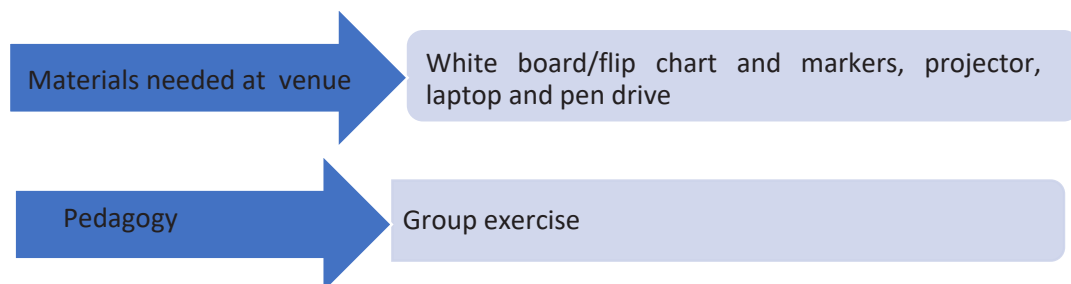 Materials needed at venue
White board/flip chart and markers, projector,
laptop and pen drive
Pedagogy
Group exercise